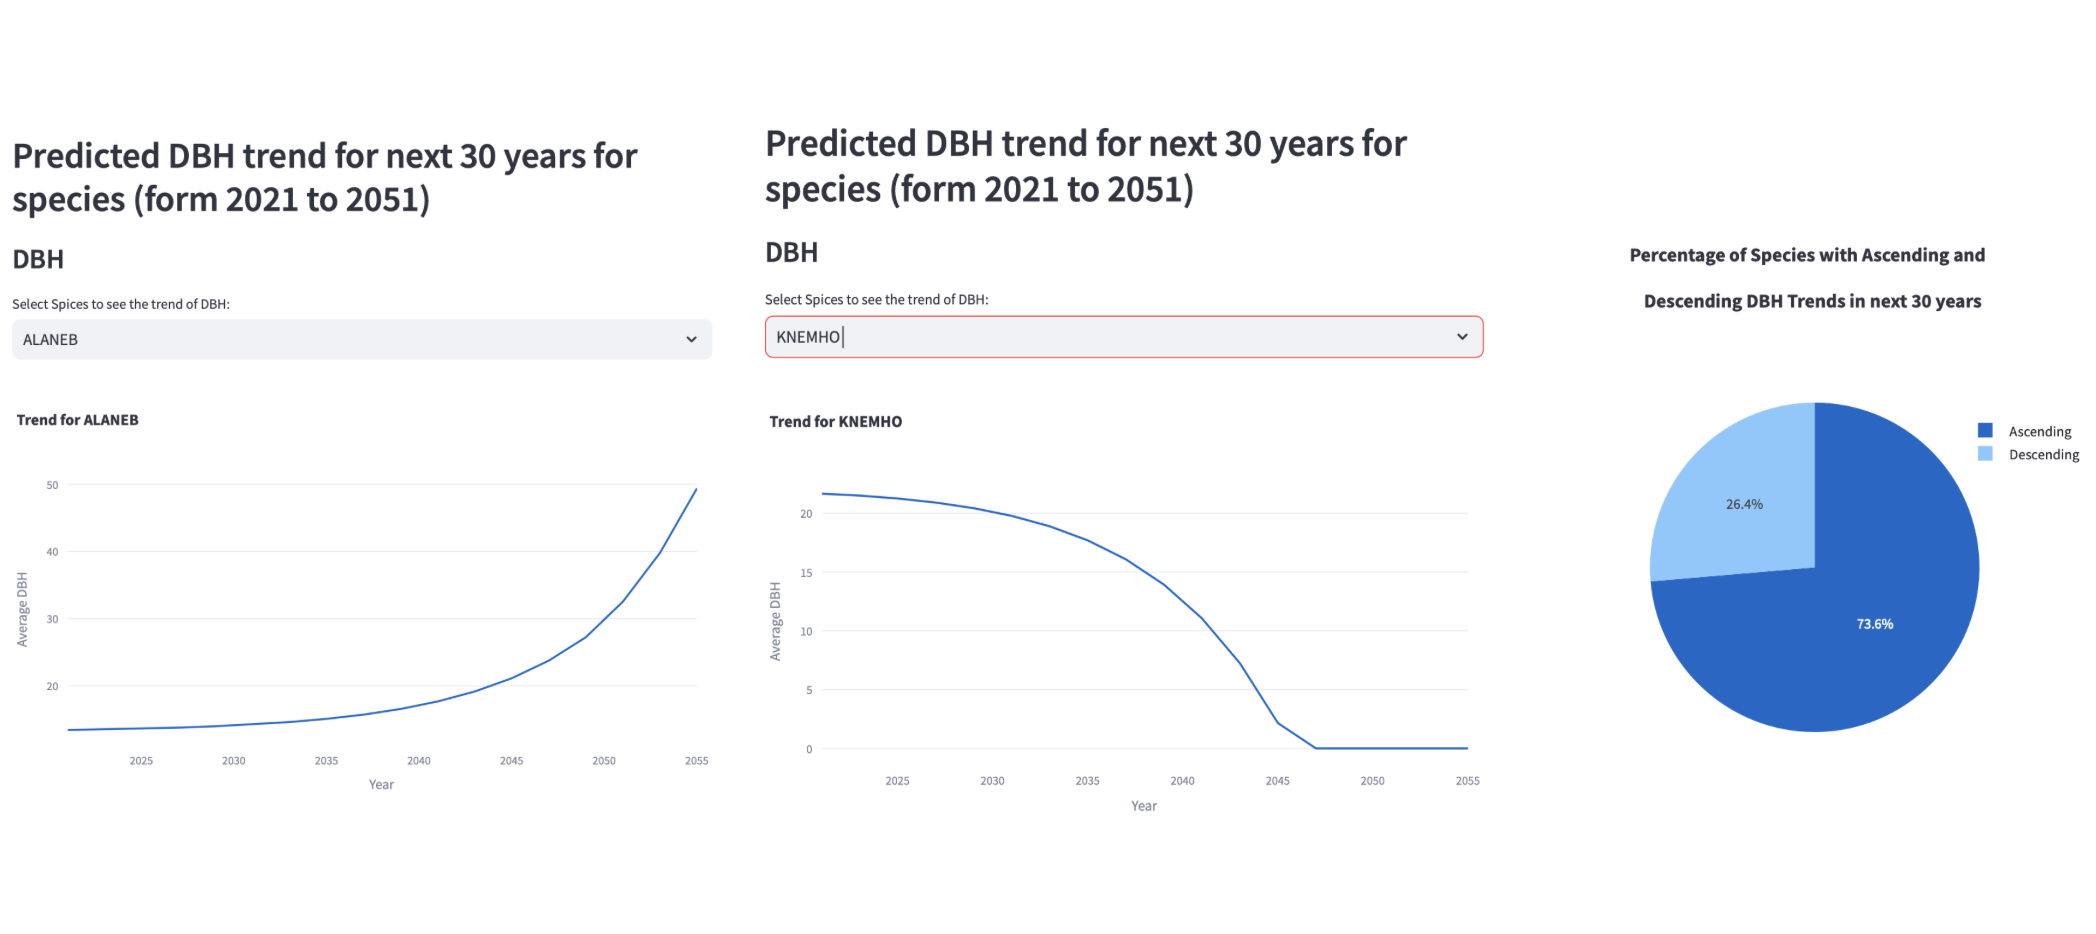 Predicted DBH trend for next 30 years for
species (form 2021 to 2051)
DBH
Select Spices to see the trend of DBH:
ALANEB
Trend for ALANEB
50
40
30
20
Average DBH
2025 2030 2035 2040 2045 2050 2055
Year
Predicted DBH trend for next 30 years for
species (form 2021 to 2051)
DBH
Select Spices to see the trend of DBH:
KNEMHO
Trend for KNEMHO
20
15
10
5
0
Average DBH
2025 2030 2035 2040 2045 2050 2055
Year
Percentage of Species with Ascending and
Descending DBH Trends in next 30 years
Ascending
Descending
26.4%
73.6%